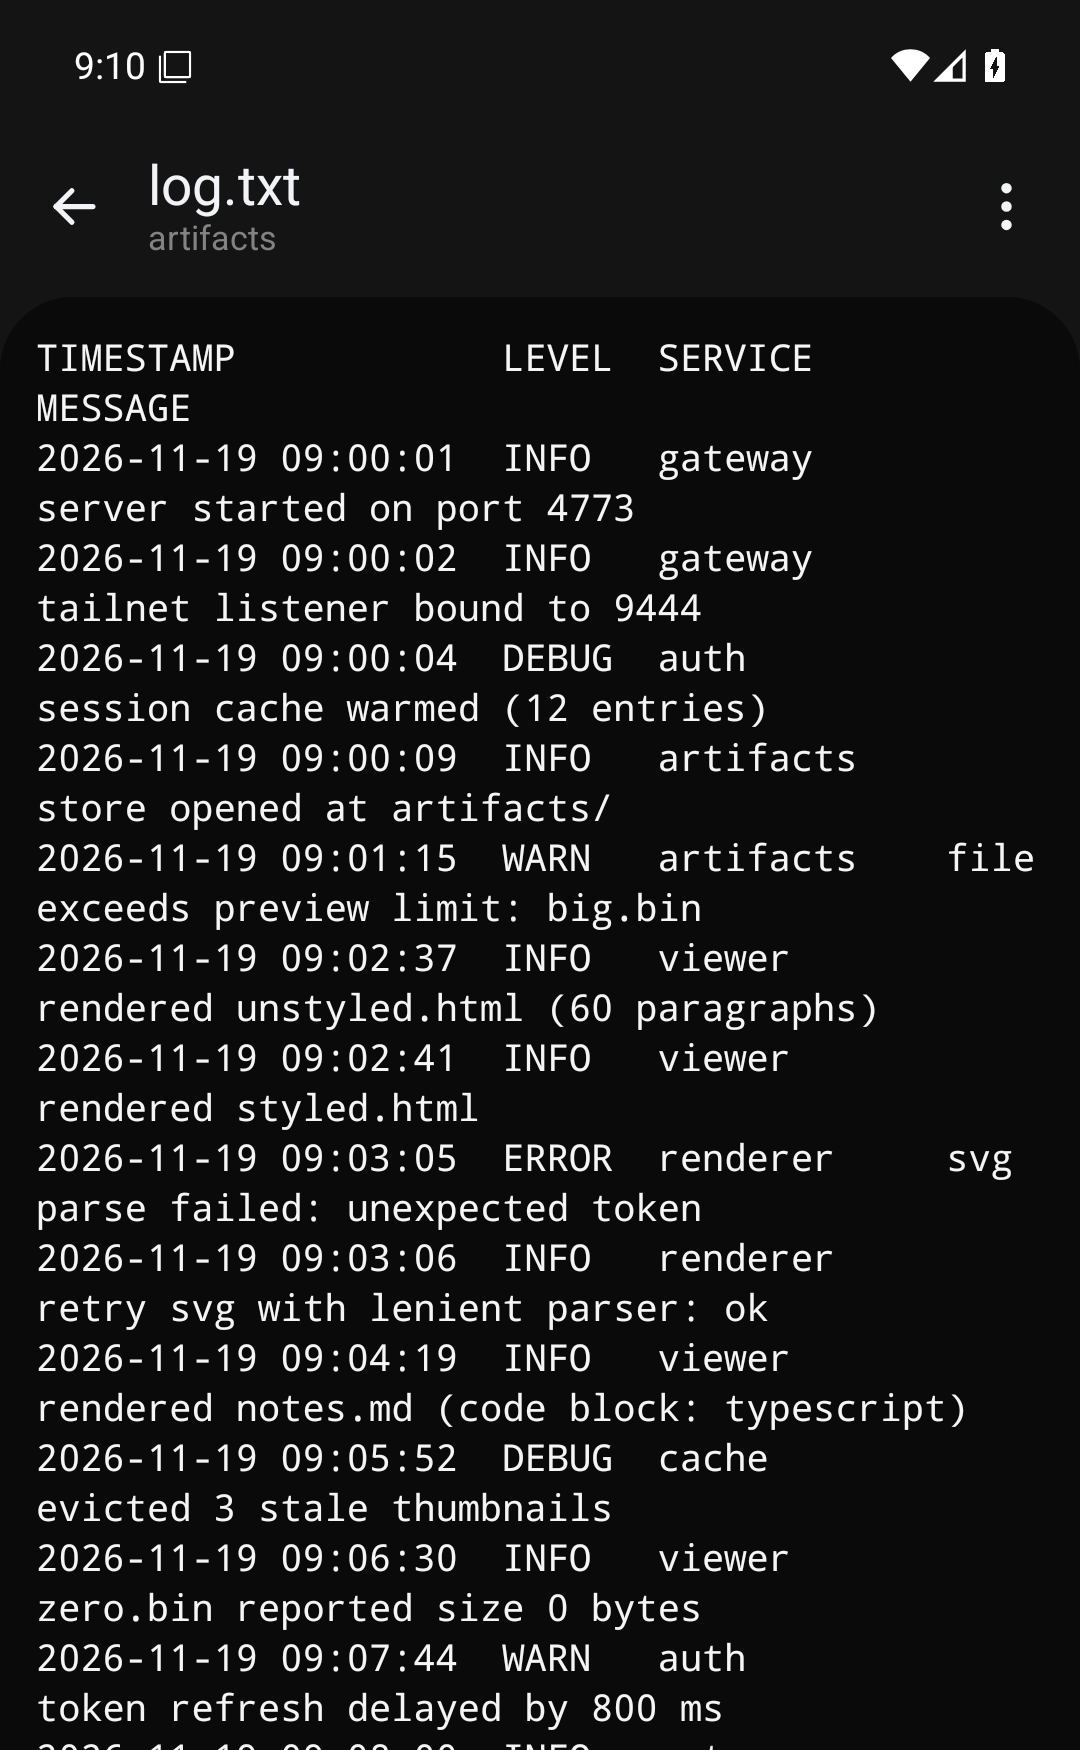 9:10
log.txt
artifacts
TIMESTAMP LEVEL SERVICE
MESSAGE
2026-11-19 09:00:01 INFO gateway
server started on port 4773
2026-11-19 09:00:02 INFO gateway
tailnet listener bound to 9444
2026-11-19 09:00:04 DEBUG auth
session cache warmed (12 entries)
2026-11-19 09:00:09 INFO artifacts
store opened at artifacts/
2026-11-19 09:01:15 WARN artifacts file
exceeds preview limit: big.bin
2026-11-19 09:02:37 INFO viewer
rendered unstyled.html (60 paragraphs)
2026-11-19 09:02:41 INFO viewer
rendered styled.html
2026-11-19 09:03:05 ERROR renderer svg
parse failed: unexpected token
2026-11-19 09:03:06 INFO renderer
retry svg with lenient parser: ok
2026-11-19 09:04:19 INFO viewer
rendered notes.md (code block: typescript)
2026-11-19 09:05:52 DEBUG cache
evicted 3 stale thumbnails
2026-11-19 09:06:30 INFO viewer
zero.bin reported size 0 bytes
2026-11-19 09:07:44 WARN auth
token refresh delayed by 800 ms